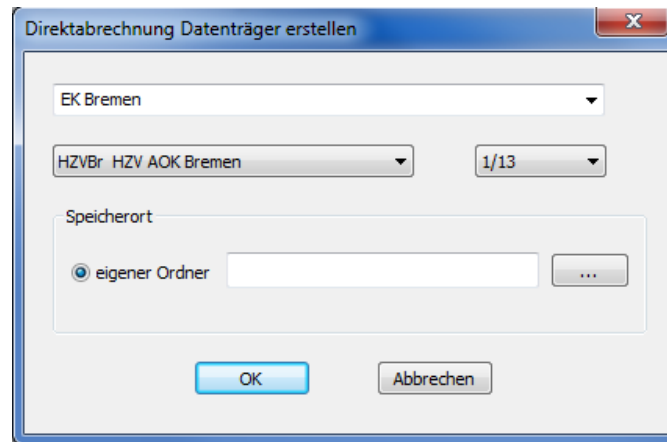 Direktabrechnung Datenträger erstellen
EK Bremen
HZVBr HZV AOK Bremen 1/13
Speicherort
eigener Ordner ...
OK Abbrechen